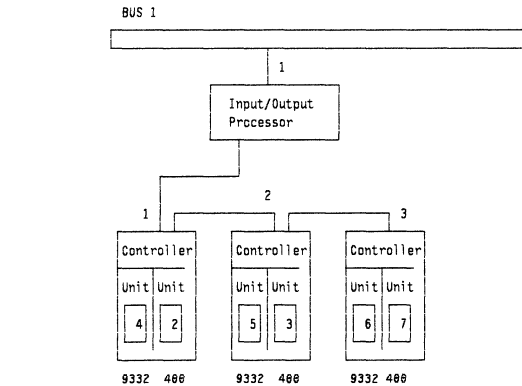 BUS 1
1
Input/Output
Processor
2
1
3
Controller Controller Controller
Unit Unit Unit Unit Unit Unit
4 2 5 3 6 7
9332 400 9332 400 9332 400